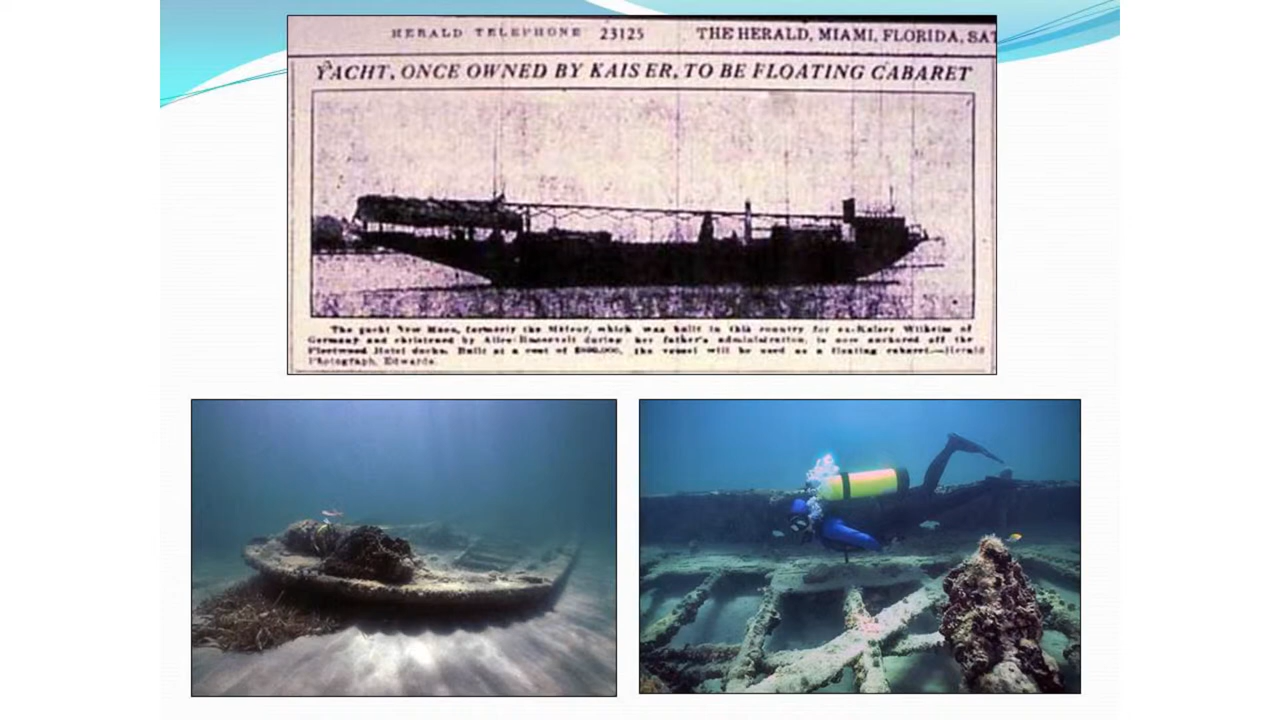 HERALD TELEPHONE 23125 THE HERALD, MIAMI, FLORIDA, SAT
YACHT, ONCE OWNED BY KAISER, TO BE FLOATING CABARET
The yacht New Moon, formerly the Meteor, which was built in this country for ex-Kaiser Wilhelm of
Germany and christened by Alice Roosevelt during her father's administration, is now anchored off the
Fleetwood Hotel docks. Built at a cost of the vessel will be used as a floating cabaret.—Herald
Photograph, Edwards.